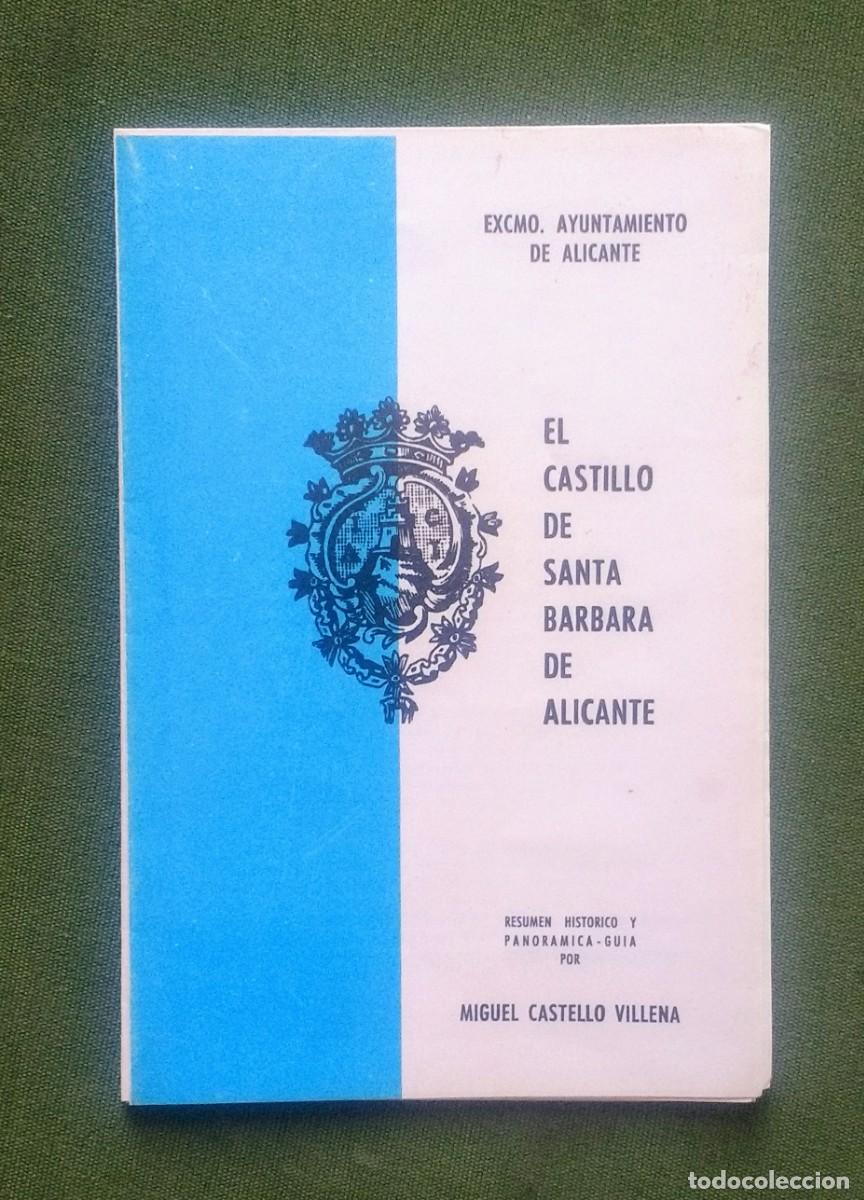 EXCMO. AYUNTAMIENTO
DE ALICANTE
EL
CASTILLO
DE
SANTA
BARBARA
DE
ALICANTE
RESUMEN HISTORICO Y
PANORAMICA-GUIA
POR
MIGUEL CASTELLO VILLENA
todocoleccion